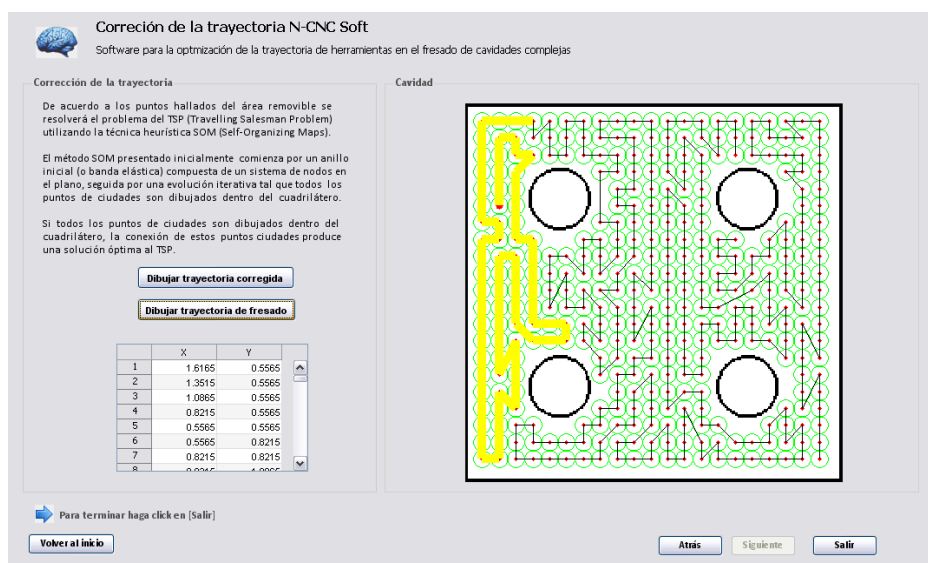 Correción de la trayectoria N-CNC Soft
Software para la optmización de la trayectoria de herramientas en el fresado de cavidades complejas
Corrección de la trayectoria
De acuerdo a los puntos hallados del área removible se
resolverá el problema del TSP (Travelling Salesman Problem)
utilizando la técnica heurística SOM (Self-Organizing Maps).
El método SOM presentado inicialmente comienza por un anillo
inicial (o banda elástica) compuesta de un sistema de nodos en
el plano, seguida por una evolución iterativa tal que todos los
puntos de ciudades son dibujados dentro del cuadrilátero.
Si todos los puntos de ciudades son dibujados dentro del
cuadrilátero, la conexión de estos puntos ciudades produce
una solución óptima al TSP.
Dibujar trayectoria corregida
Dibujar trayectoria de fresado
X Y
1 1.6165 0.5565
2 1.3515 0.5565
3 1.0865 0.5565
4 0.8215 0.5565
5 0.5565 0.5565
6 0.5565 0.8215
7 0.8215 0.8215
Cavidad
Para terminar haga click en [Salir]
Volver al inicio
Atrás
Siguiente
Salir